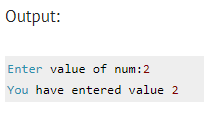 Output:
Enter value of num:2
You have entered value 2